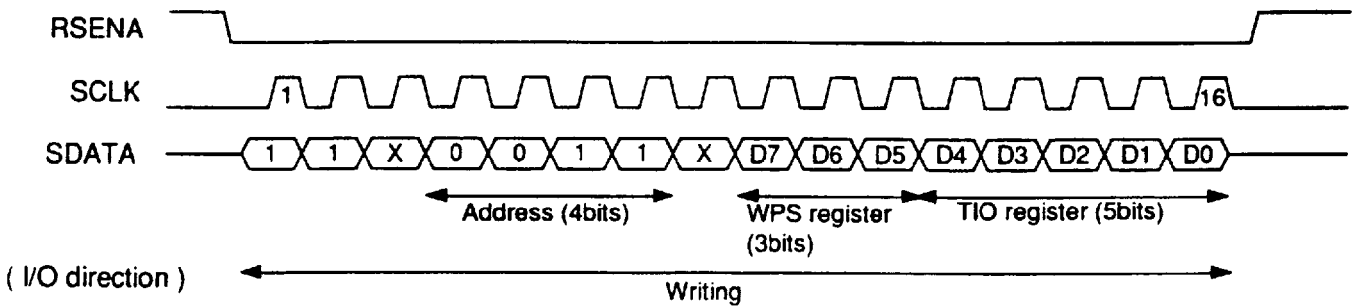 RSENA
SCLK 1 16
SDATA 1 1 X 0 0 1 1 X D7 D6 D5 D4 D3 D2 D1 D0
Address (4bits) WPS register TIO register (5bits)
(3bits)
( I/O direction )
Writing